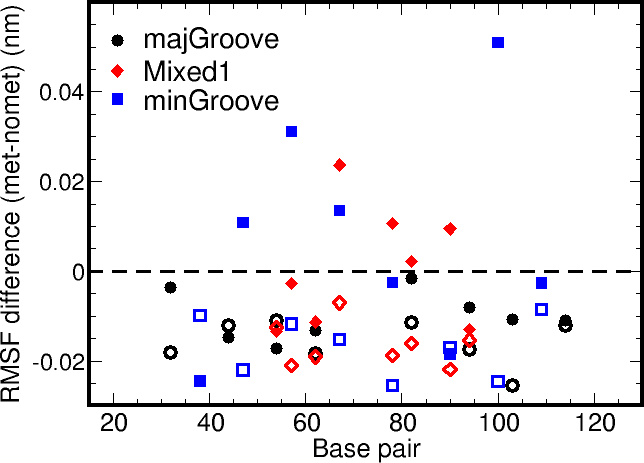 RMSF difference (met-nomet) (nm)
majGroove
Mixed1
minGroove
0.04
0.02
0
-0.02
20 40 60 80 100 120
Base pair